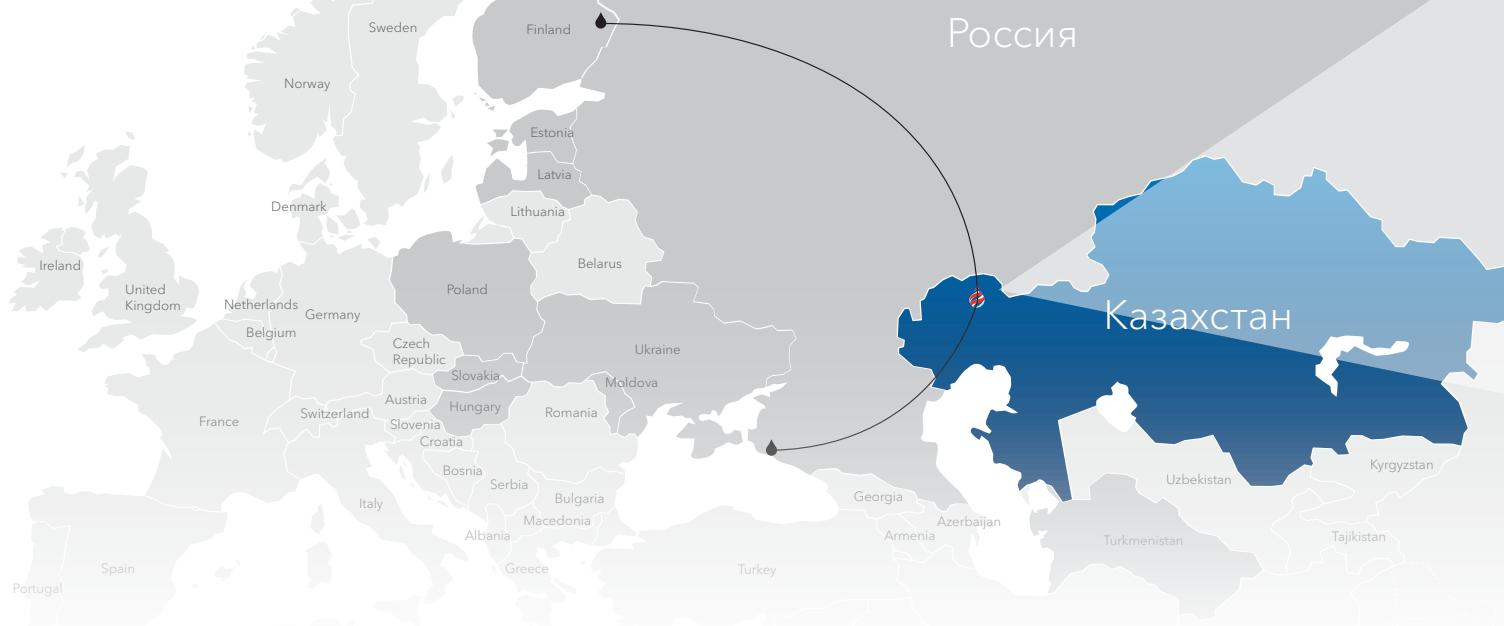 Sweden
Finland
Россия
Norway
Estonia
Latvia
Denmark
Lithuania
Ireland
Belarus
United
Kingdom
Netherlands
Poland
Germany
Belgium
Казахстан
Czech
Republic
Ukraine
Slovakia
Moldova
Austria
Hungary
Switzerland
Romania
France
Slovenia
Croatia
Bosnia
Kyrgyzstan
Uzbekistan
Serbia
Bulgaria
Georgia
Italy
Macedonia
Azerbaijan
Albania
Armenia
Tajikistan
Turkmenistan
Spain
Greece
Turkey
Portugal